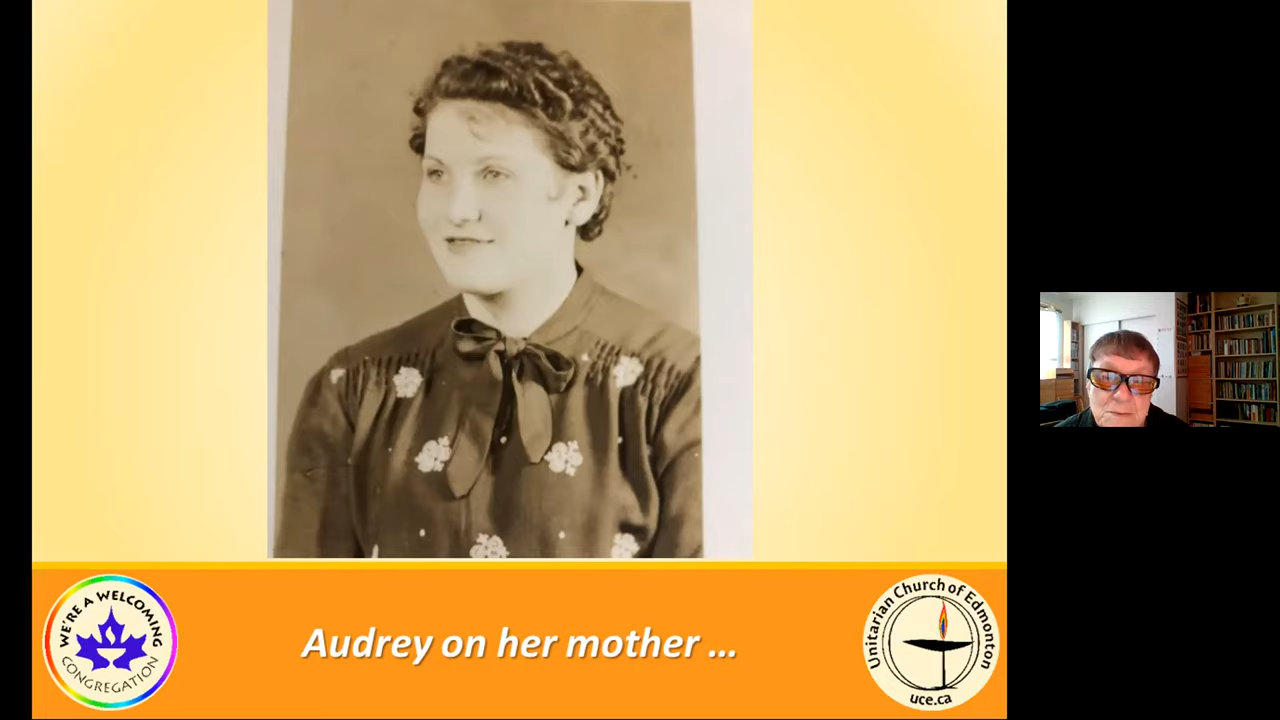 WE'RE A WELCOMING
CONGREGATION
Audrey on her mother ...
Unitarian Church of Edmonton
uce.ca